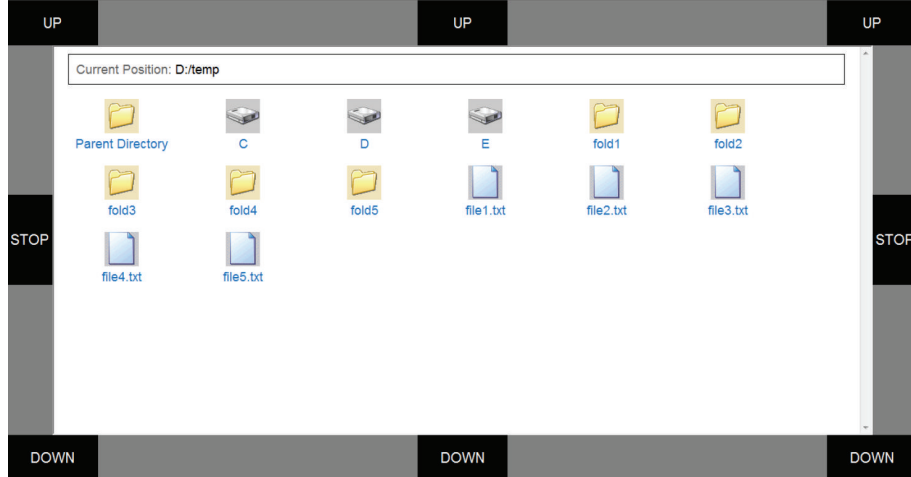 UP UP UP
Current Position: D:/temp
Parent Directory C D E fold1 fold2
fold3 fold4 fold5 file1.txt file2.txt file3.txt
STOP STOP
file4.txt file5.txt
DOWN DOWN DOWN